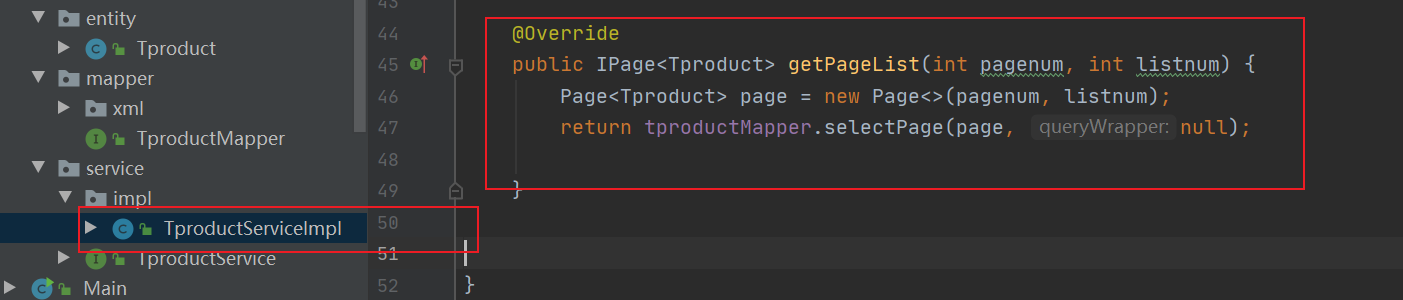 entity
Tproduct
mapper
xml
TproductMapper
service
impl
TproductServiceImpl
TproductService
Main
43
44 @Override
45 public IPage<Tproduct> getPageList(int pagenum, int listnum) {
46 Page<Tproduct> page = new Page<>(pagenum, listnum);
47 return tproductMapper.selectPage(page, queryWrapper: null);
48
49 }
50
51
52 }